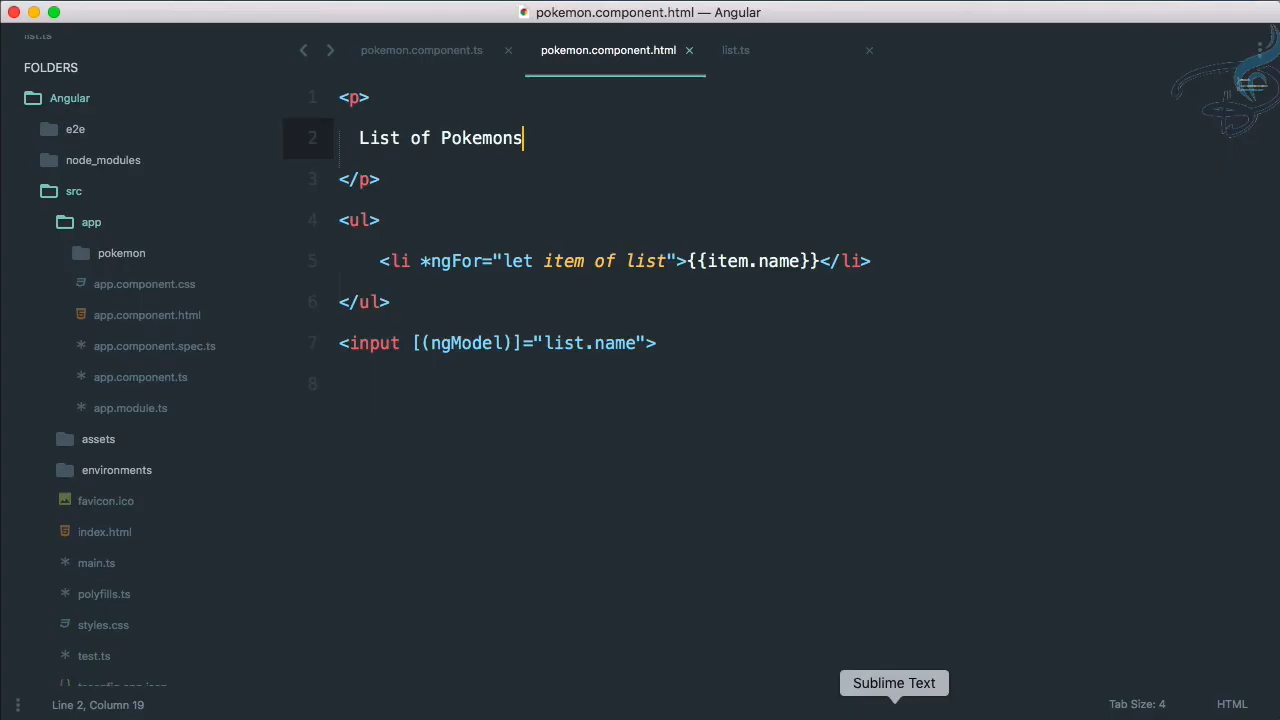 pokemon.component.html — Angular
list.ts
pokemon.component.ts × pokemon.component.html × list.ts ×
FOLDERS
Angular
e2e
node_modules
src
app
pokemon
app.component.css
app.component.html
app.component.spec.ts
app.component.ts
app.module.ts
assets
environments
favicon.ico
index.html
main.ts
polyfills.ts
styles.css
test.ts
1 <p>
2 List of Pokemons
3 </p>
4 <ul>
5 <li *ngFor="let item of list">{{item.name}}</li>
6 </ul>
7 <input [(ngModel)]="list.name">
8
Sublime Text
Line 2, Column 19
Tab Size: 4
HTML